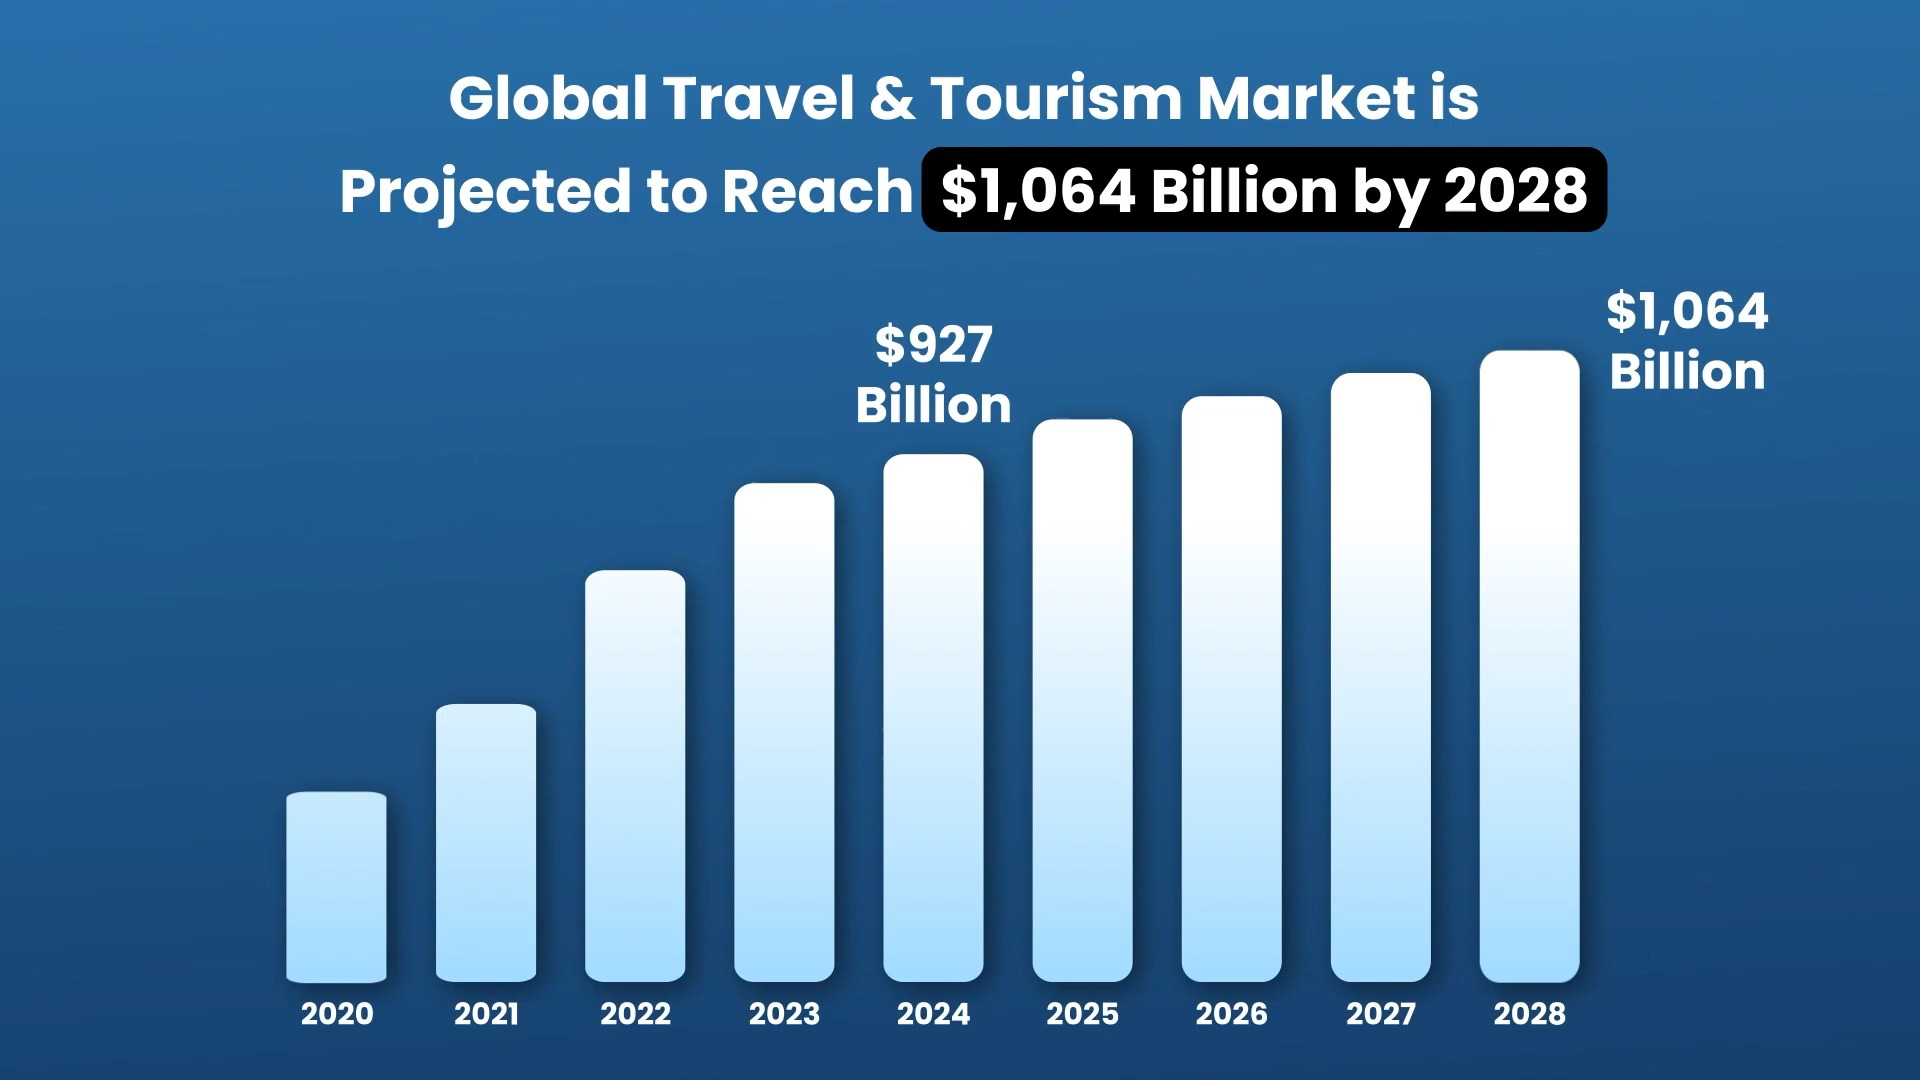 Global Travel & Tourism Market is
Projected to Reach $1,064 Billion by 2028
$927
Billion
$1,064
Billion
2020 2021 2022 2023 2024 2025 2026 2027 2028